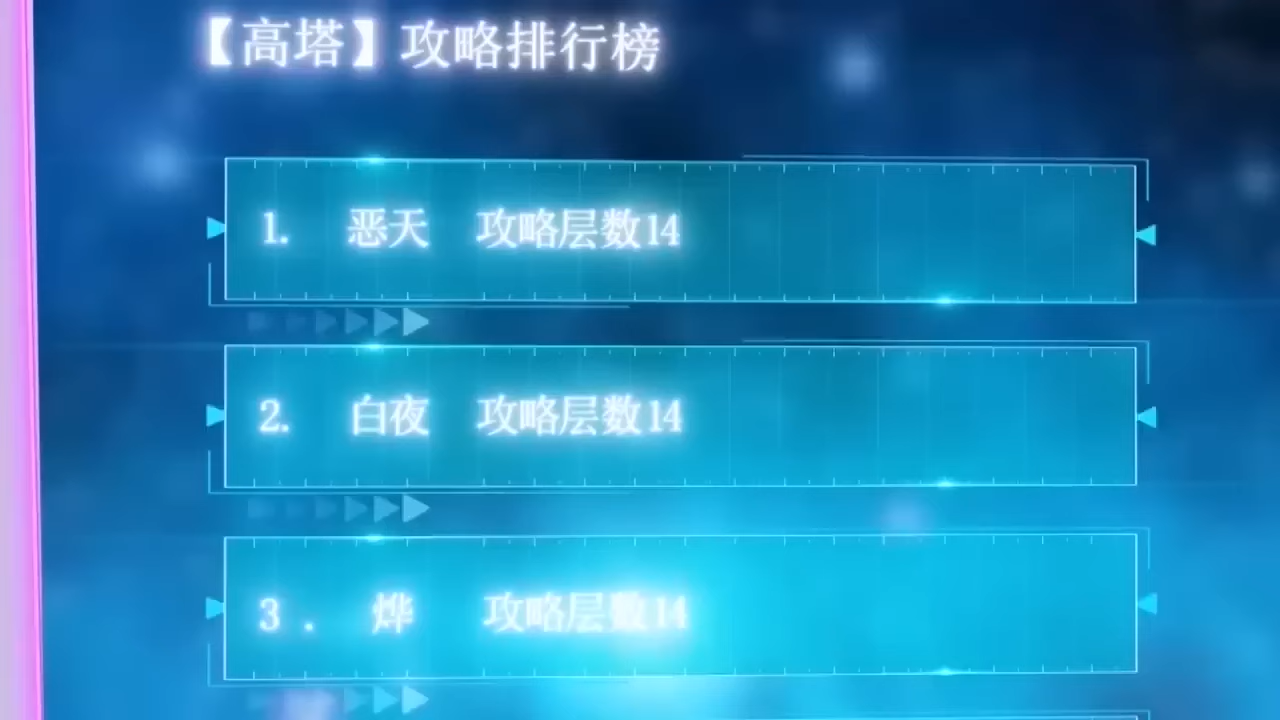 【高塔】攻略排行榜
1. 恶天 攻略层数14
2. 白夜 攻略层数14
3. 烨 攻略层数14